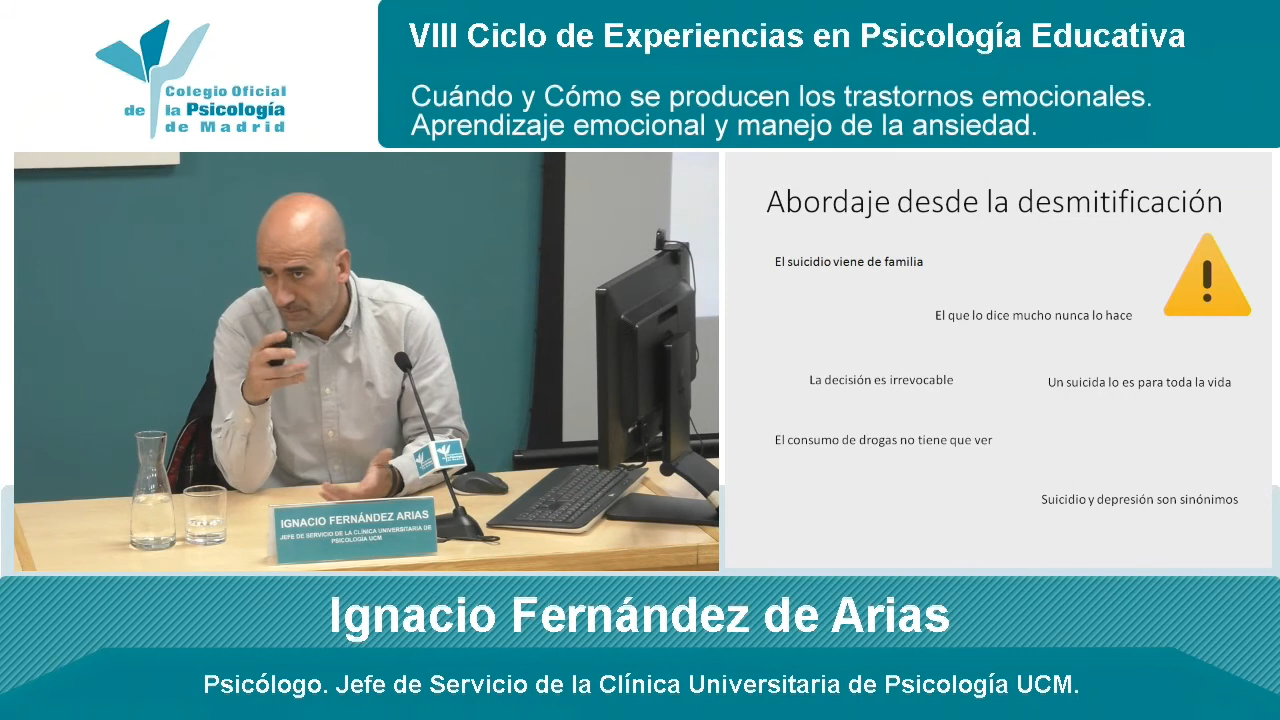 Colegio Oficial
de la Psicología
de Madrid
VIII Ciclo de Experiencias en Psicología Educativa
Cuándo y Cómo se producen los trastornos emocionales.
Aprendizaje emocional y manejo de la ansiedad.
Abordaje desde la desmitificación
El suicidio viene de familia
El que lo dice mucho nunca lo hace
La decisión es irrevocable
Un suicida lo es para toda la vida
El consumo de drogas no tiene que ver
Suicidio y depresión son sinónimos
IGNACIO FERNÁNDEZ ARIAS
JEFE DE SERVICIO DE LA CLÍNICA UNIVERSITARIA DE
PSICOLOGÍA UCM
Ignacio Fernández de Arias
Psicólogo. Jefe de Servicio de la Clínica Universitaria de Psicología UCM.